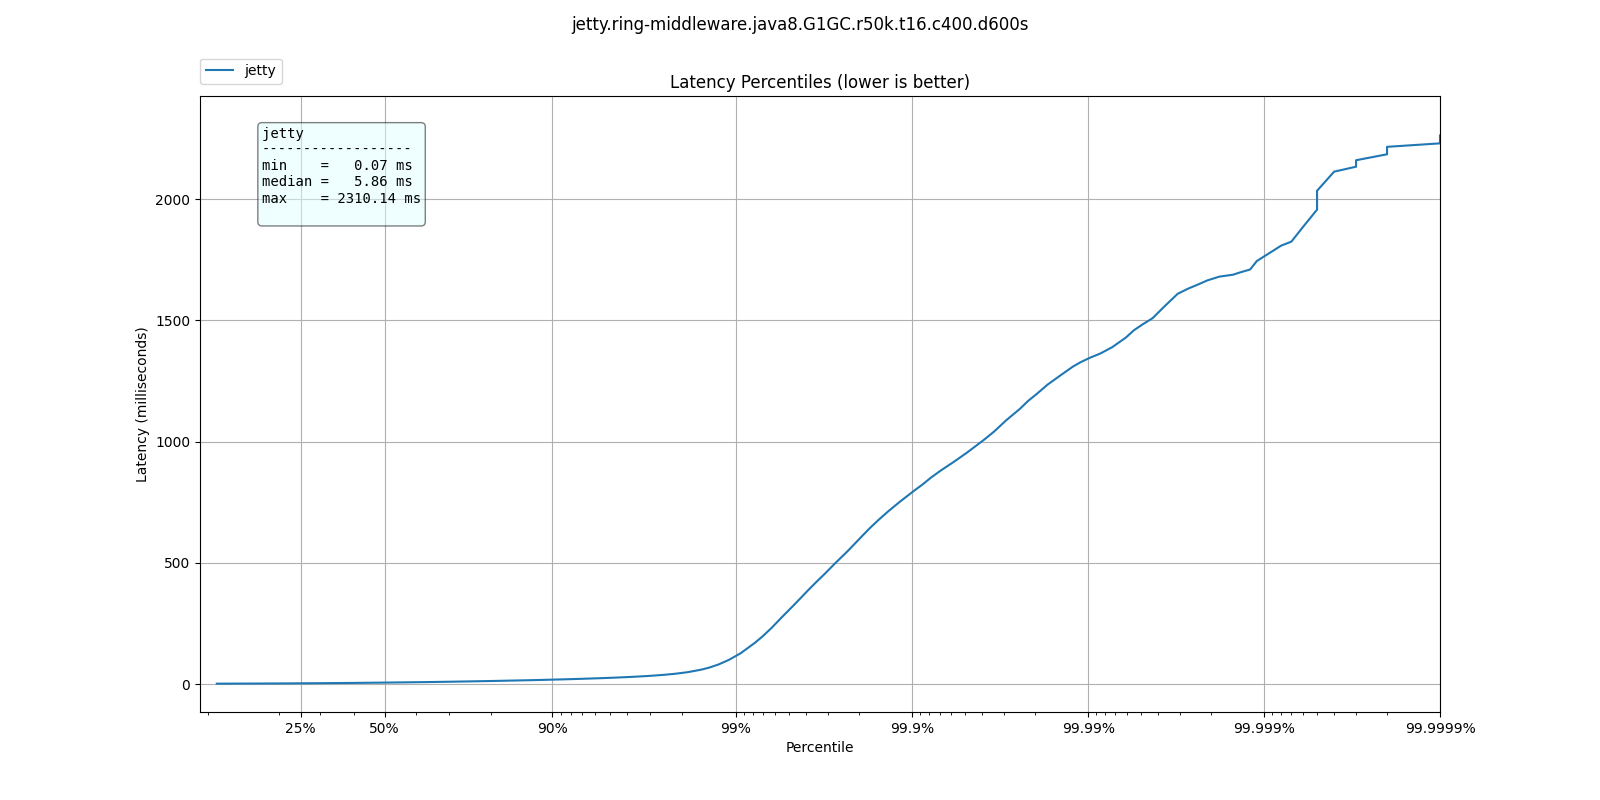 jetty.ring-middleware.java8.G1GC.r50k.t16.c400.d600s
jetty
Latency Percentiles (lower is better)
jetty
------------------
min    =   0.07 ms
median =   5.86 ms
max    = 2310.14 ms
2000
1500
1000
500
0
Latency (milliseconds)
25% 50% 90% 99% 99.9% 99.99% 99.999% 99.9999%
Percentile